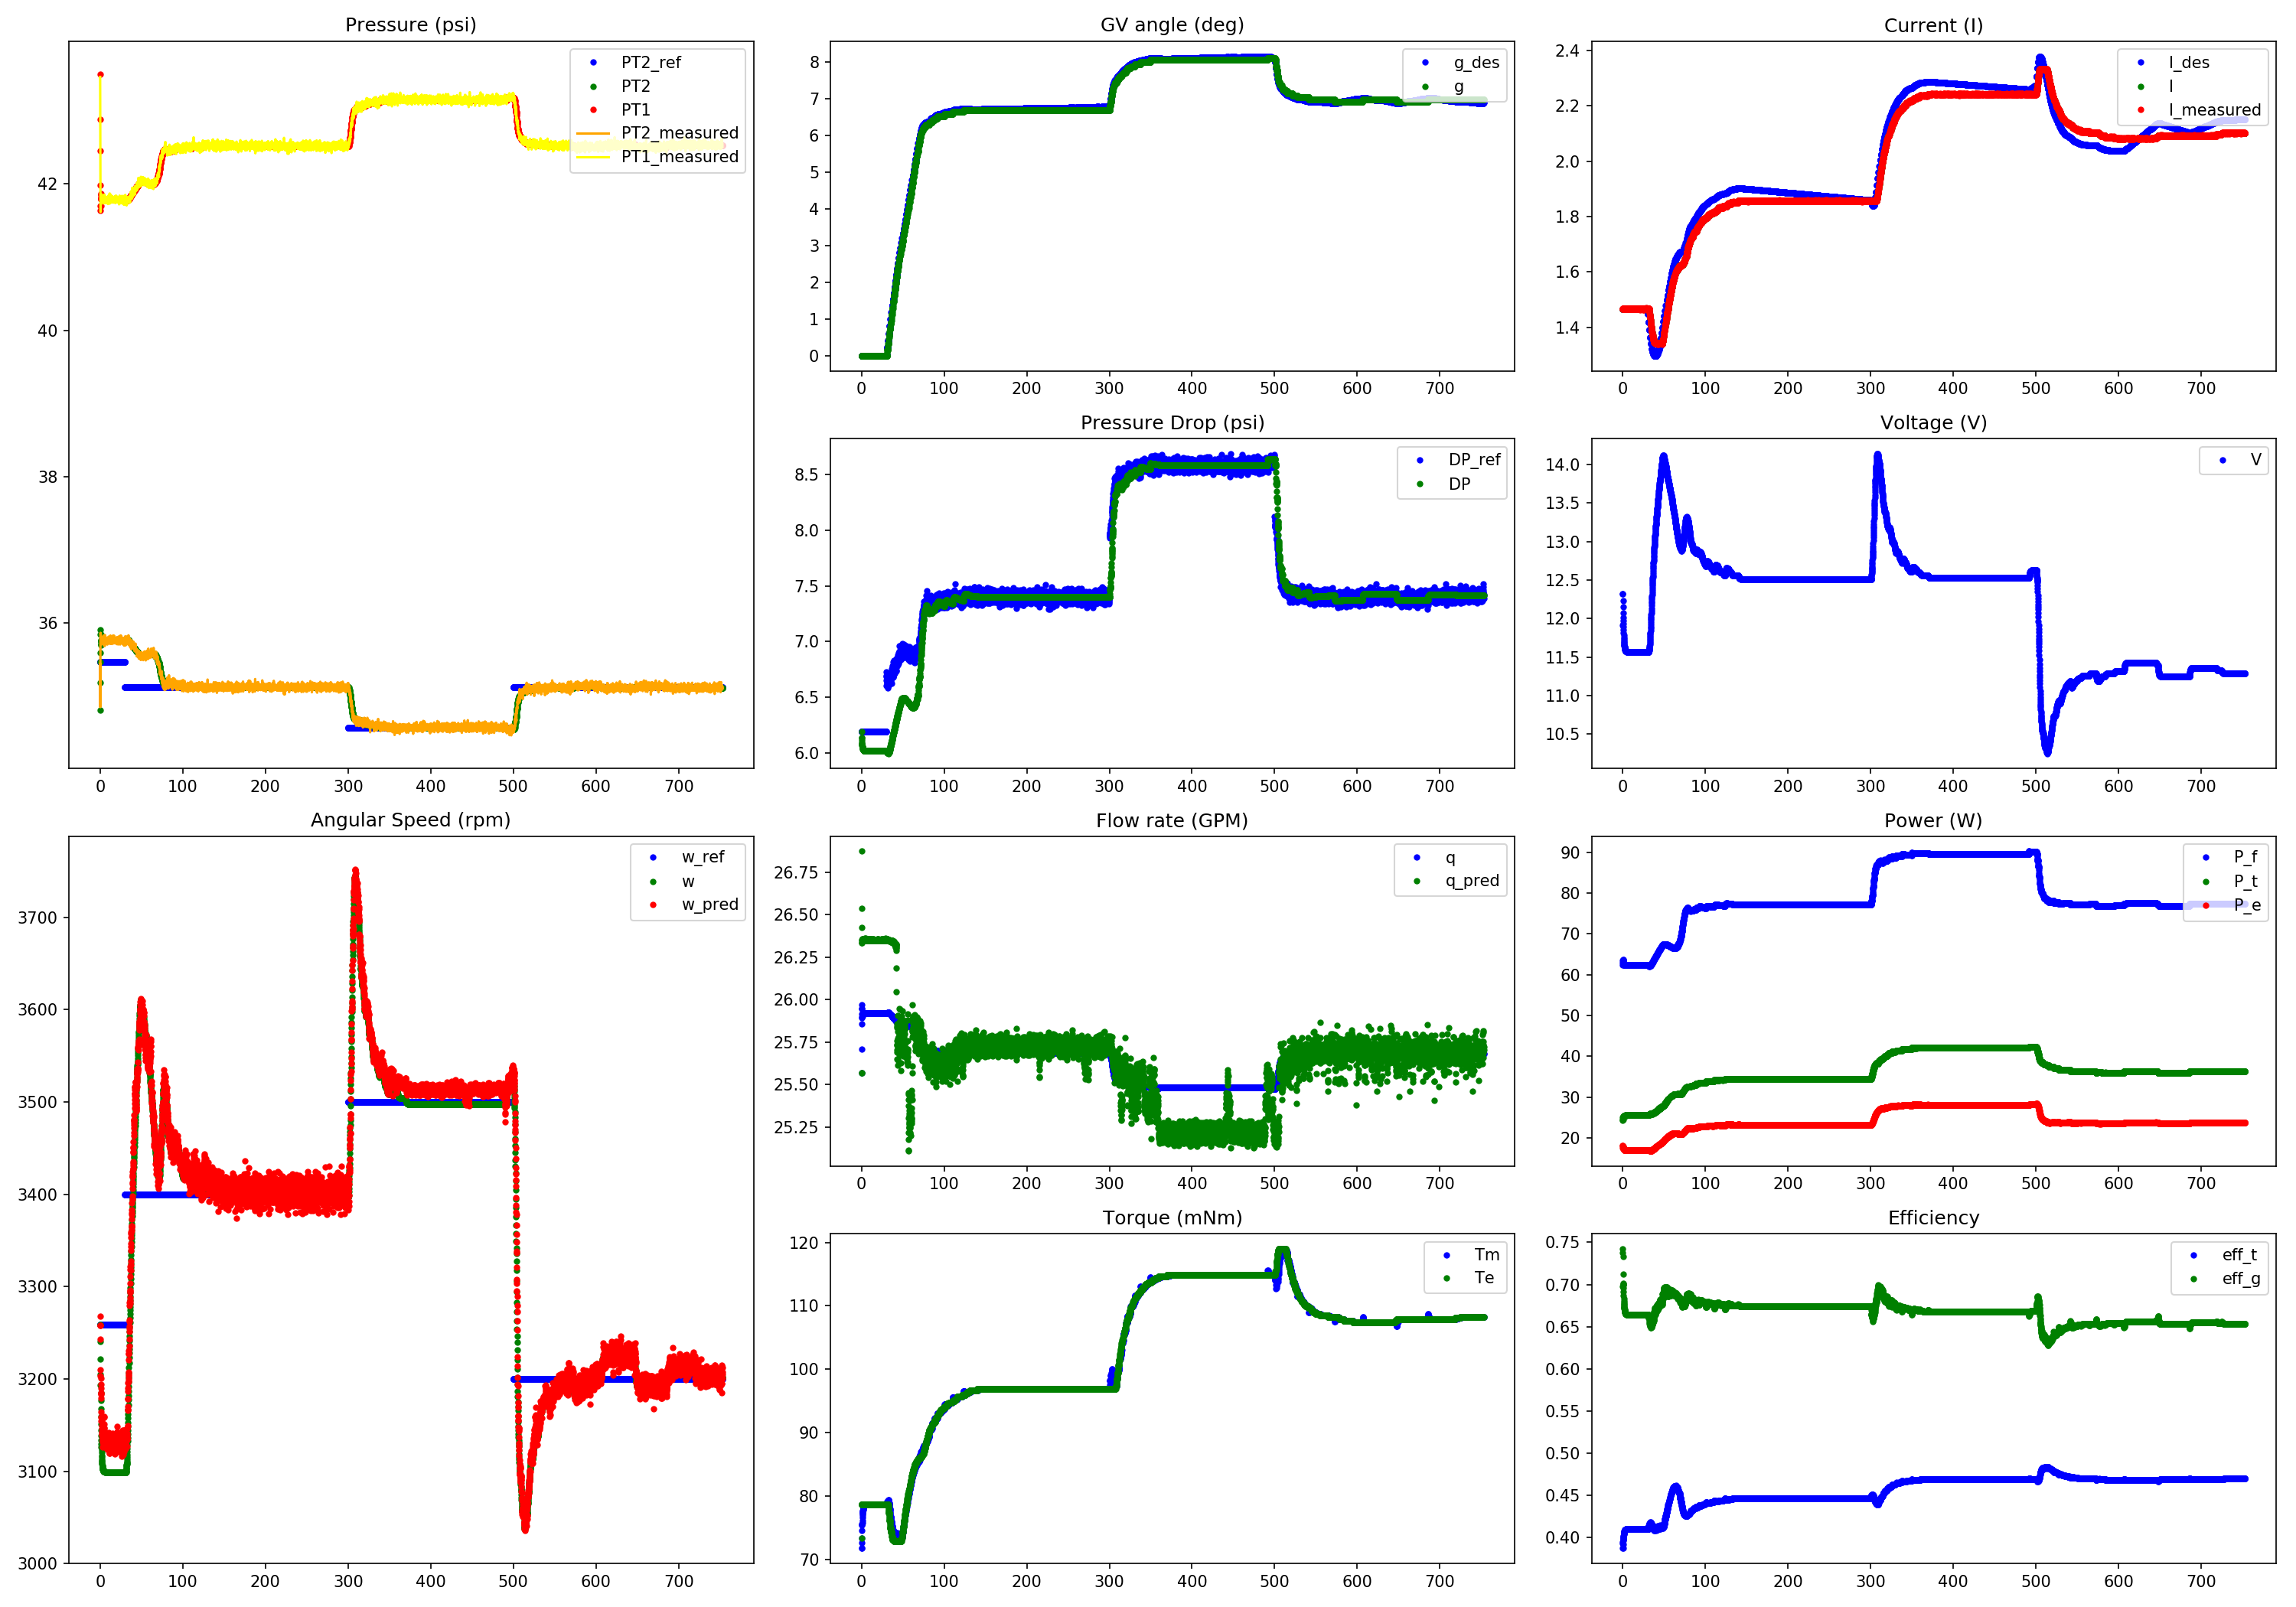 Pressure (psi)
PT2_ref
PT2
PT1
PT2_measured
PT1_measured
42
40
38
36
0 100 200 300 400 500 600 700
GV angle (deg)
g_des
g
8
7
6
5
4
3
2
1
0
0 100 200 300 400 500 600 700
Current (I)
I_des
I
I_measured
2.4
2.2
2.0
1.8
1.6
1.4
0 100 200 300 400 500 600 700
Pressure Drop (psi)
DP_ref
DP
8.5
8.0
7.5
7.0
6.5
6.0
0 100 200 300 400 500 600 700
Voltage (V)
V
14.0
13.5
13.0
12.5
12.0
11.5
11.0
10.5
0 100 200 300 400 500 600 700
Angular Speed (rpm)
w_ref
w
w_pred
3700
3600
3500
3400
3300
3200
3100
3000
0 100 200 300 400 500 600 700
Flow rate (GPM)
q
q_pred
26.75
26.50
26.25
26.00
25.75
25.50
25.25
0 100 200 300 400 500 600 700
Power (W)
P_f
P_t
P_e
90
80
70
60
50
40
30
20
0 100 200 300 400 500 600 700
Torque (mNm)
Tm
Te
120
110
100
90
80
70
0 100 200 300 400 500 600 700
Efficiency
eff_t
eff_g
0.75
0.70
0.65
0.60
0.55
0.50
0.45
0.40
0 100 200 300 400 500 600 700